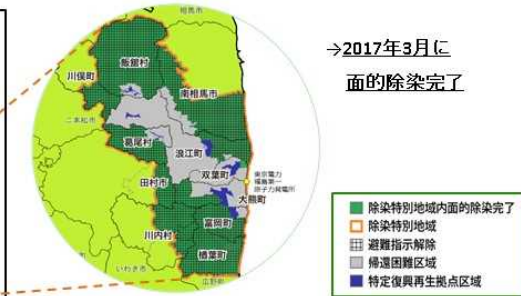 相馬市
飯舘村
川俣町
南相馬市
二本松市
葛尾村
浪江町
双葉町
東京電力
福島第一
原子力発電所
田村市
大熊町
富岡町
川内村
楢葉町
いわき市
広野町
→2017年3月に
面的除染完了
除染特別地域内面的除染完了
除染特別地域
避難指示解除
帰還困難区域
特定復興再生拠点区域